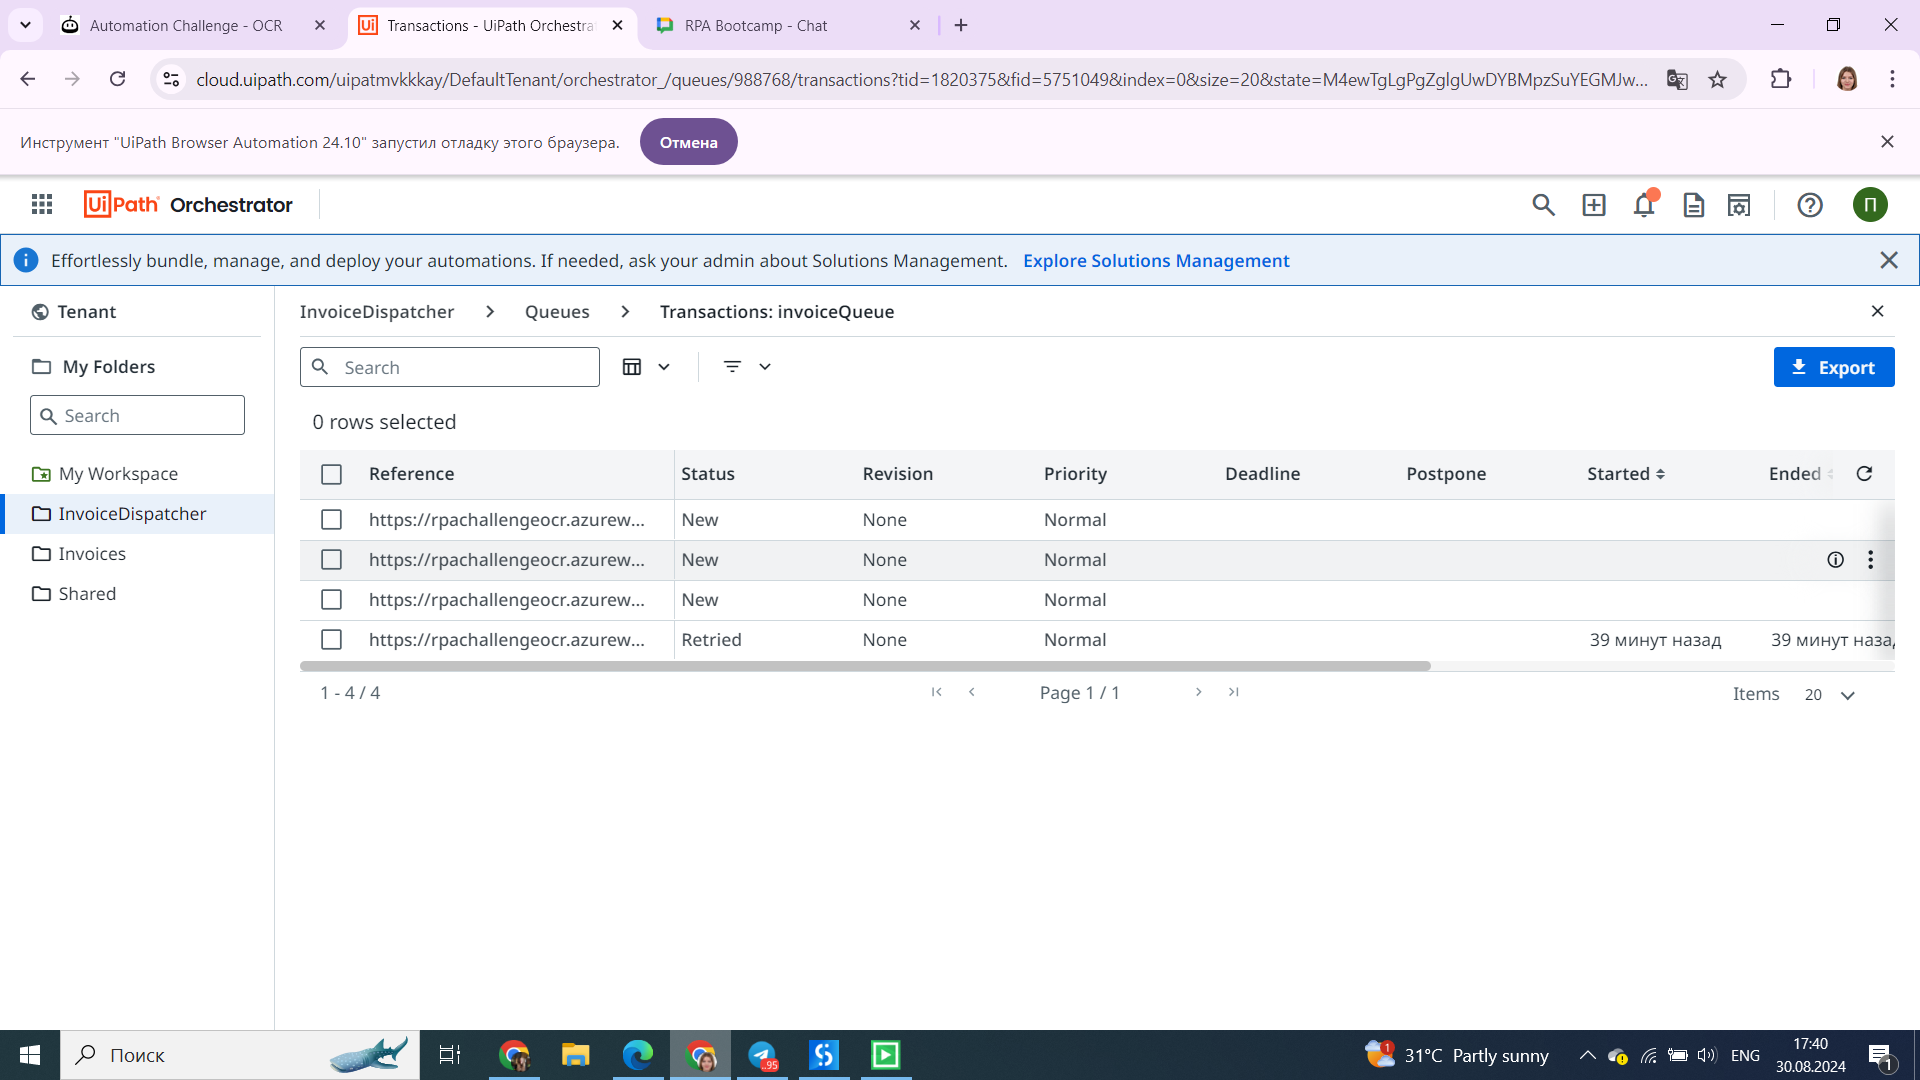 Automation Challenge - OCR
Transactions - UiPath Orchestra
RPA Bootcamp - Chat
cloud.uipath.com/uipatmvkkkay/DefaultTenant/orchestrator_/queues/988768/transactions?tid=1820375&fid=5751049&index=0&size=20&state=M4ewTgLgPgZglgUwDYBMpzSuYEGMJw...
Инструмент "UiPath Browser Automation 24.10" запустил отладку этого браузера.
Отмена
UiPath Orchestrator
П
Effortlessly bundle, manage, and deploy your automations. If needed, ask your admin about Solutions Management. Explore Solutions Management
Tenant
My Folders
Search
My Workspace
InvoiceDispatcher
Invoices
Shared
InvoiceDispatcher > Queues > Transactions: invoiceQueue
Search
Export
0 rows selected
Reference Status Revision Priority Deadline Postpone Started Ended
https://rpachallengeocr.azurew... New None Normal
https://rpachallengeocr.azurew... New None Normal
https://rpachallengeocr.azurew... New None Normal
https://rpachallengeocr.azurew... Retried None Normal 39 минут назад 39 минут наза
1 - 4 / 4
Page 1 / 1
Items 20
Поиск
95
1
31°C Partly sunny
ENG
17:40
30.08.2024
1